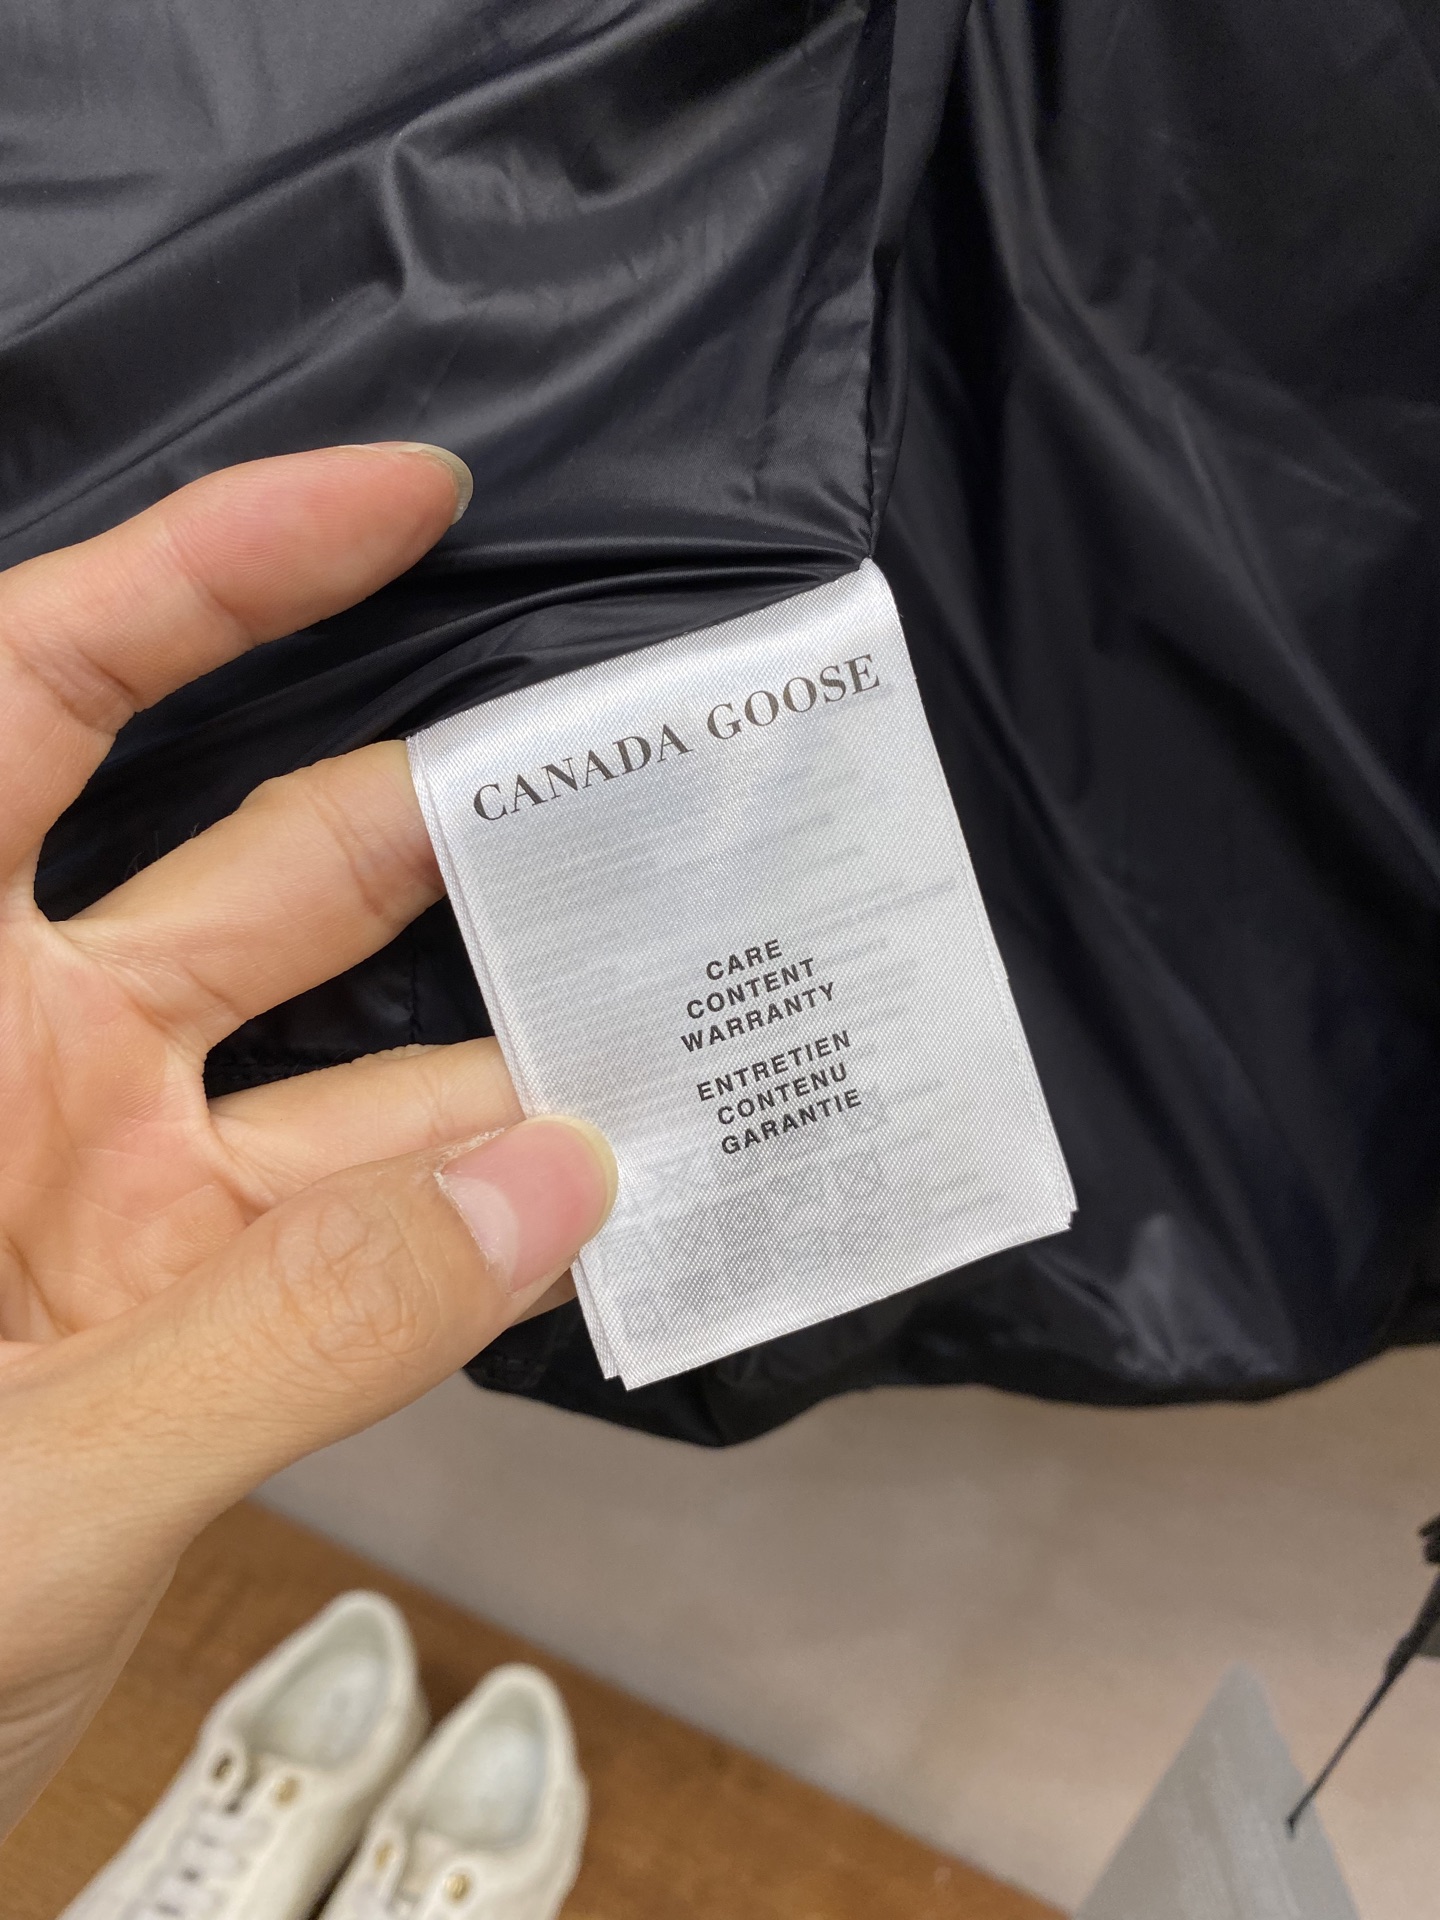 CANADA GOOSE
CARE
CONTENT
WARRANTY
ENTRETIEN
CONTENU
GARANTIE